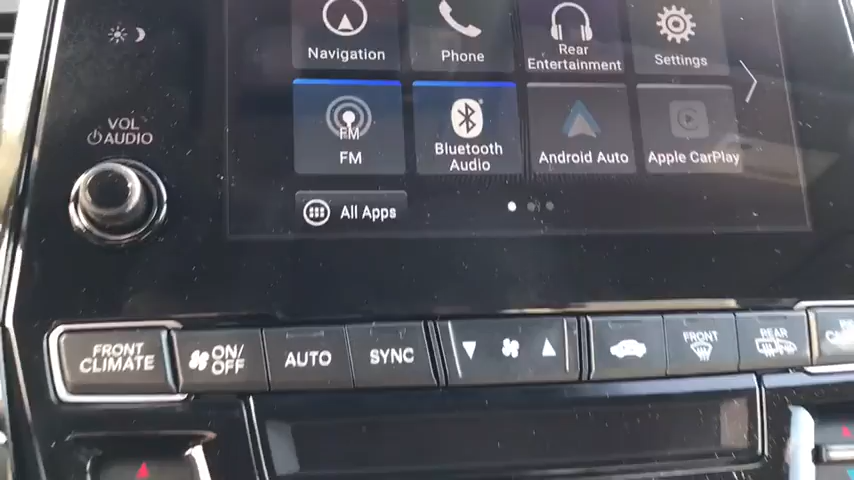 Navigation
Phone
Rear
Entertainment
Settings
VOL
AUDIO
FM
FM
Bluetooth
Audio
Android Auto
Apple CarPlay
All Apps
FRONT
CLIMATE
ON/
OFF
AUTO
SYNC
FRONT
REAR